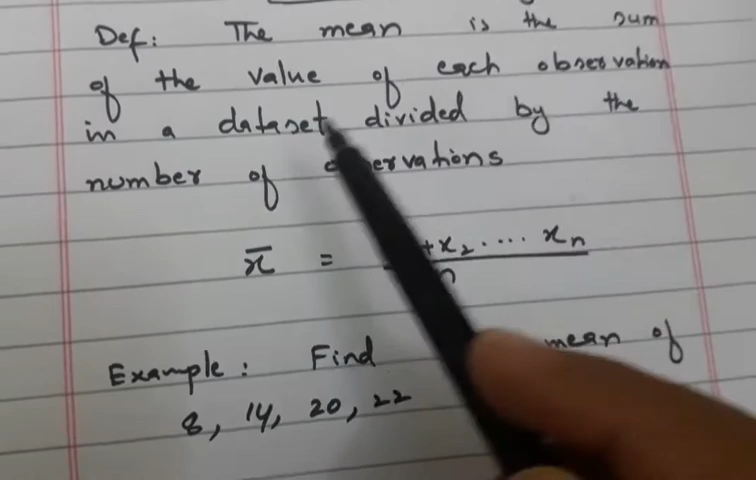 Def: The mean is the sum
of the value of each observation
in a dataset divided by the
number of observations
x̄ = +x₂ .... xₙ
n
Example: Find mean of
8, 14, 20, 22